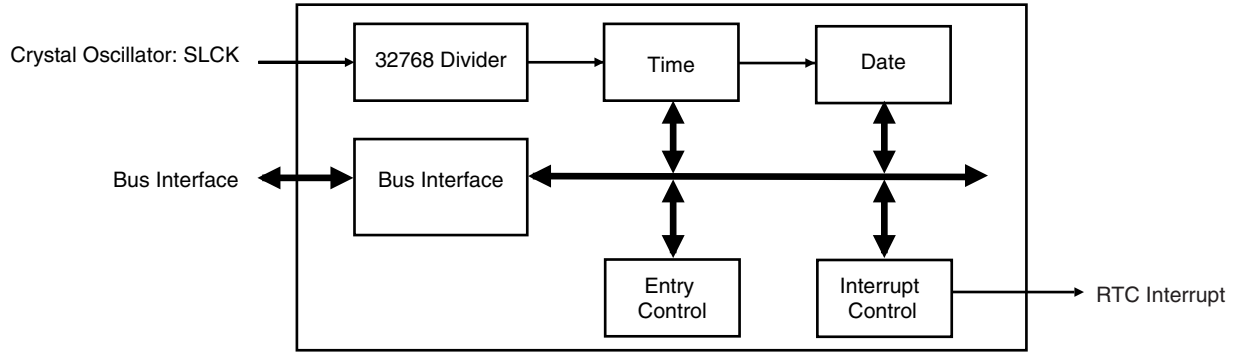 Crystal Oscillator: SLCK
32768 Divider
Time
Date
Bus Interface
Bus Interface
Entry
Control
Interrupt
Control
RTC Interrupt